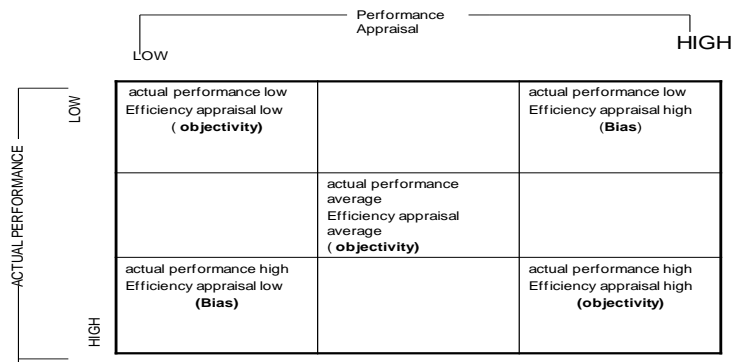 Performance
Appraisal
LOW
HIGH
ACTUAL PERFORMANCE
LOW
actual performance low
Efficiency appraisal low
( objectivity)
actual performance low
Efficiency appraisal high
(Bias)
actual performance
average
Efficiency appraisal
average
( objectivity)
actual performance high
Efficiency appraisal low
(Bias)
actual performance high
Efficiency appraisal high
(objectivity)
HIGH